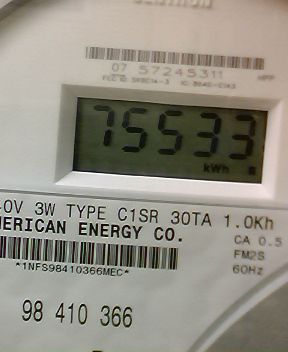 07 57245311
75533
kWh
0V 3W TYPE C1SR 30TA 1.0Kh
MERICAN ENERGY CO.
CA 0.5
FM2S
60Hz
*1NFS98410366MEC*
98 410 366